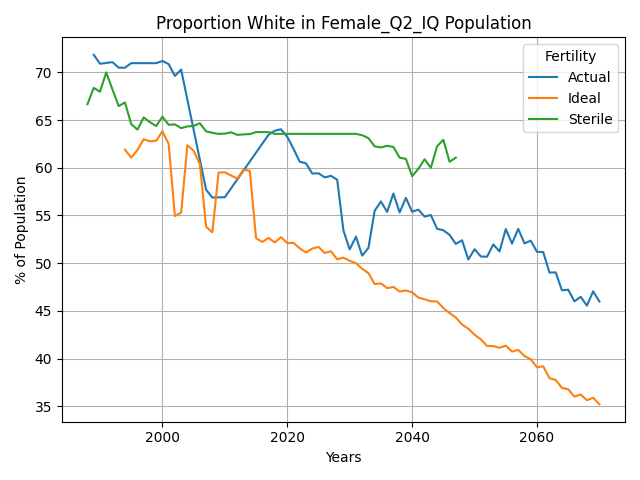 Proportion White in Female_Q2_IQ Population
Fertility
Actual
Ideal
Sterile
% of Population
70
65
60
55
50
45
40
35
2000
2020
2040
2060
Years